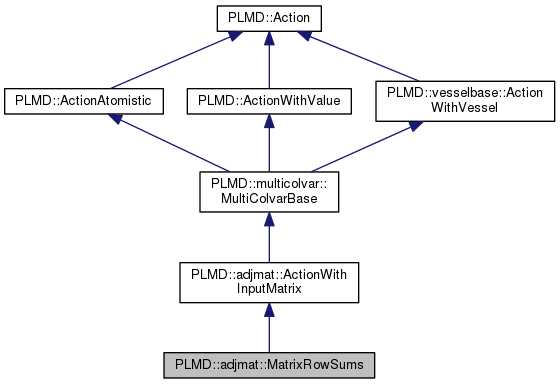 PLMD::Action
PLMD::ActionAtomistic
PLMD::ActionWithValue
PLMD::vesselbase::Action
WithVessel
PLMD::multicolvar::
MultiColvarBase
PLMD::adjmat::ActionWith
InputMatrix
PLMD::adjmat::MatrixRowSums